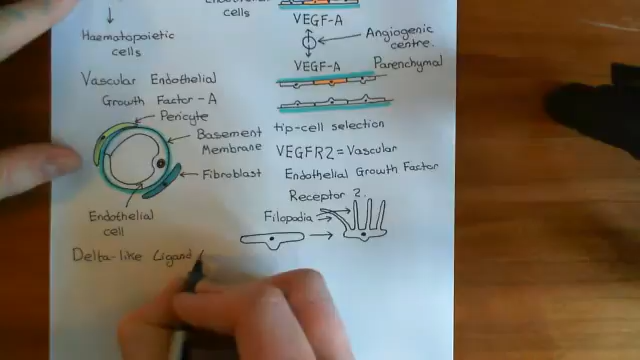 Endothelial
cells
Haematopoietic
cells
VEGF-A
Angiogenic
centre.
VEGF-A
Parenchymal
Vascular Endothelial
Growth Factor-A
Pericyte
Basement
Membrane
Fibroblast
Endothelial
cell
tip-cell selection
VEGFR2 = Vascular
Endothelial Growth Factor
Receptor 2.
Filopodia
Delta-like Ligand (